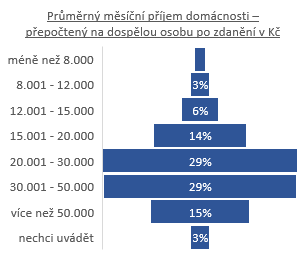 Průměrný měsíční příjem domácnosti –
přepočtený na dospělou osobu po zdanění v Kč
méně než 8.000
8.001 - 12.000 3%
12.001 - 15.000 6%
15.001 - 20.000 14%
20.001 - 30.000 29%
30.001 - 50.000 29%
více než 50.000 15%
nechci uvádět 3%